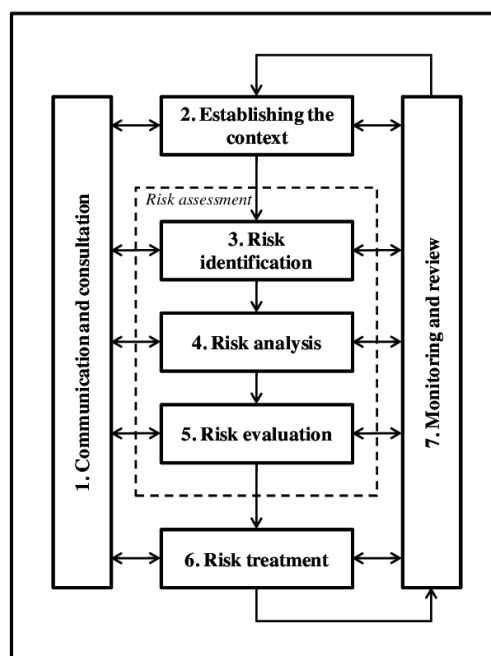 1. Communication and consultation
2. Establishing the
context
Risk assessment
3. Risk
identification
4. Risk analysis
5. Risk evaluation
6. Risk treatment
7. Monitoring and review